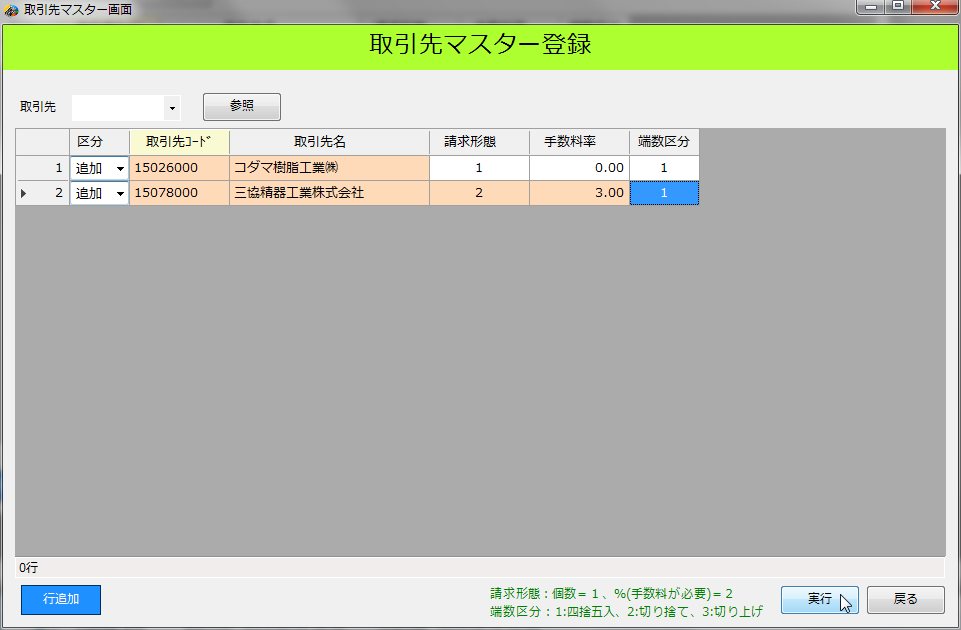 取引先マスター画面
取引先マスター登録
取引先 参照
区分 取引先ｺｰﾄﾞ 取引先名 請求形態 手数料率 端数区分
1 追加 15026000 コダマ樹脂工業㈱ 1 0.00 1
2 追加 15078000 三協精器工業株式会社 2 3.00 1
0行
行追加
請求形態：個数＝１、%(手数料が必要)＝２
端数区分：1:四捨五入、2:切り捨て、3:切り上げ
実行 戻る